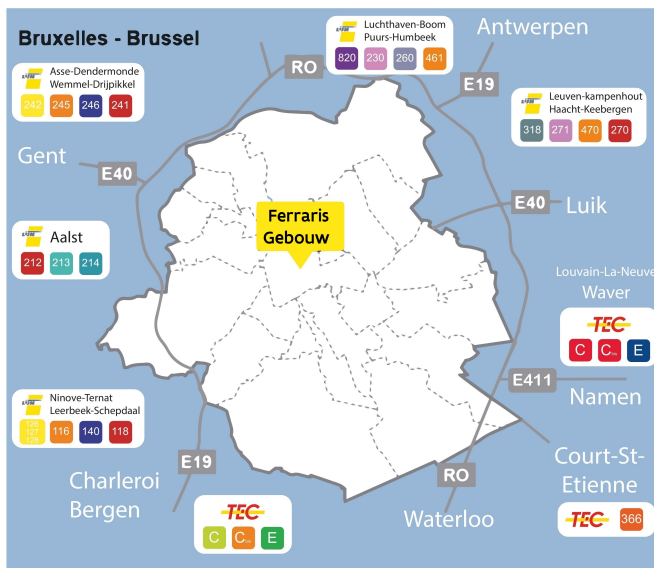 Bruxelles - Brussel
Luchthaven-Boom
Puurs-Humbeek
820 230 260 461
Antwerpen
RO
E19
Asse-Dendermonde
Wemmel-Drijpikkel
242 245 246 241
Leuven-kampenhout
Haacht-Keebergen
318 271 470 270
Gent
E40
E40
Luik
Ferraris
Gebouw
Aalst
212 213 214
Louvain-La-Neuve
Waver
TEC
C C E
E411
Namen
Ninove-Ternat
Leerbeek-Schepdaal
126
127
128
116 140 118
E19
Charleroi
Bergen
RO
Court-St-
Etienne
TEC 366
Waterloo
TEC
C C E